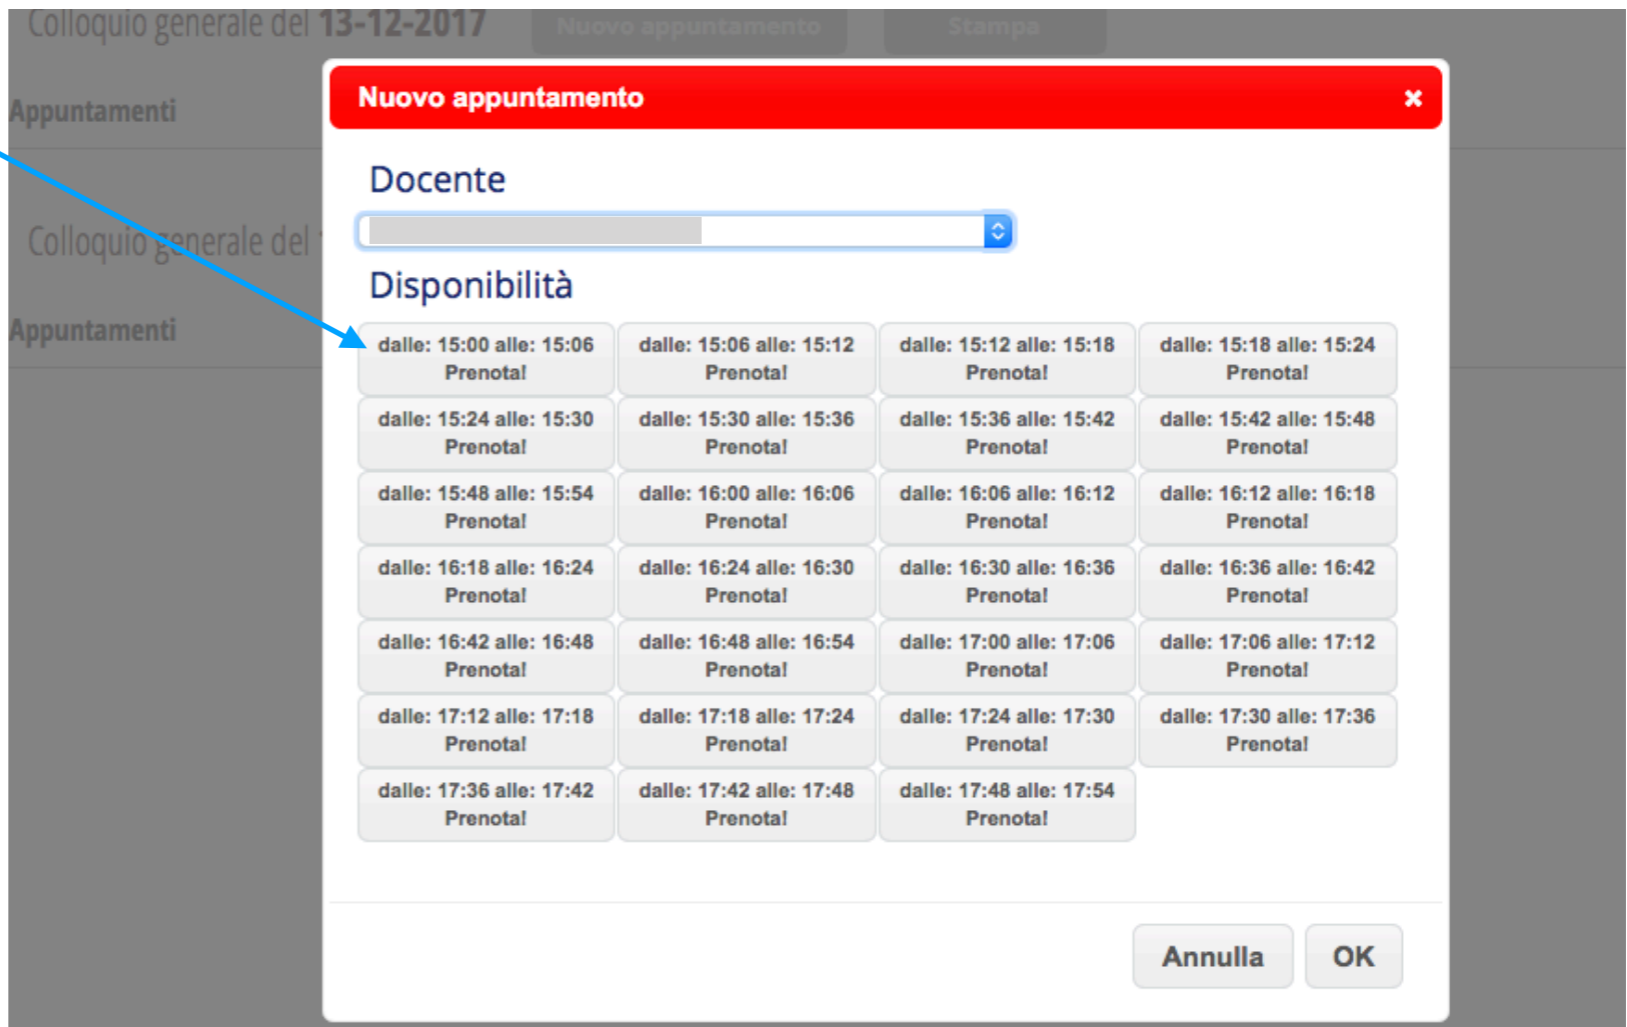 Colloquio generale del 13-12-2017 Nuovo appuntamento Stampa
Appuntamenti
Colloquio generale del
Appuntamenti
Nuovo appuntamento
Docente
Disponibilità
dalle: 15:00 alle: 15:06 dalle: 15:06 alle: 15:12 dalle: 15:12 alle: 15:18 dalle: 15:18 alle: 15:24
Prenota! Prenota! Prenota! Prenota!
dalle: 15:24 alle: 15:30 dalle: 15:30 alle: 15:36 dalle: 15:36 alle: 15:42 dalle: 15:42 alle: 15:48
Prenota! Prenota! Prenota! Prenota!
dalle: 15:48 alle: 15:54 dalle: 16:00 alle: 16:06 dalle: 16:06 alle: 16:12 dalle: 16:12 alle: 16:18
Prenota! Prenota! Prenota! Prenota!
dalle: 16:18 alle: 16:24 dalle: 16:24 alle: 16:30 dalle: 16:30 alle: 16:36 dalle: 16:36 alle: 16:42
Prenota! Prenota! Prenota! Prenota!
dalle: 16:42 alle: 16:48 dalle: 16:48 alle: 16:54 dalle: 17:00 alle: 17:06 dalle: 17:06 alle: 17:12
Prenota! Prenota! Prenota! Prenota!
dalle: 17:12 alle: 17:18 dalle: 17:18 alle: 17:24 dalle: 17:24 alle: 17:30 dalle: 17:30 alle: 17:36
Prenota! Prenota! Prenota! Prenota!
dalle: 17:36 alle: 17:42 dalle: 17:42 alle: 17:48 dalle: 17:48 alle: 17:54
Prenota! Prenota! Prenota!
Annulla OK